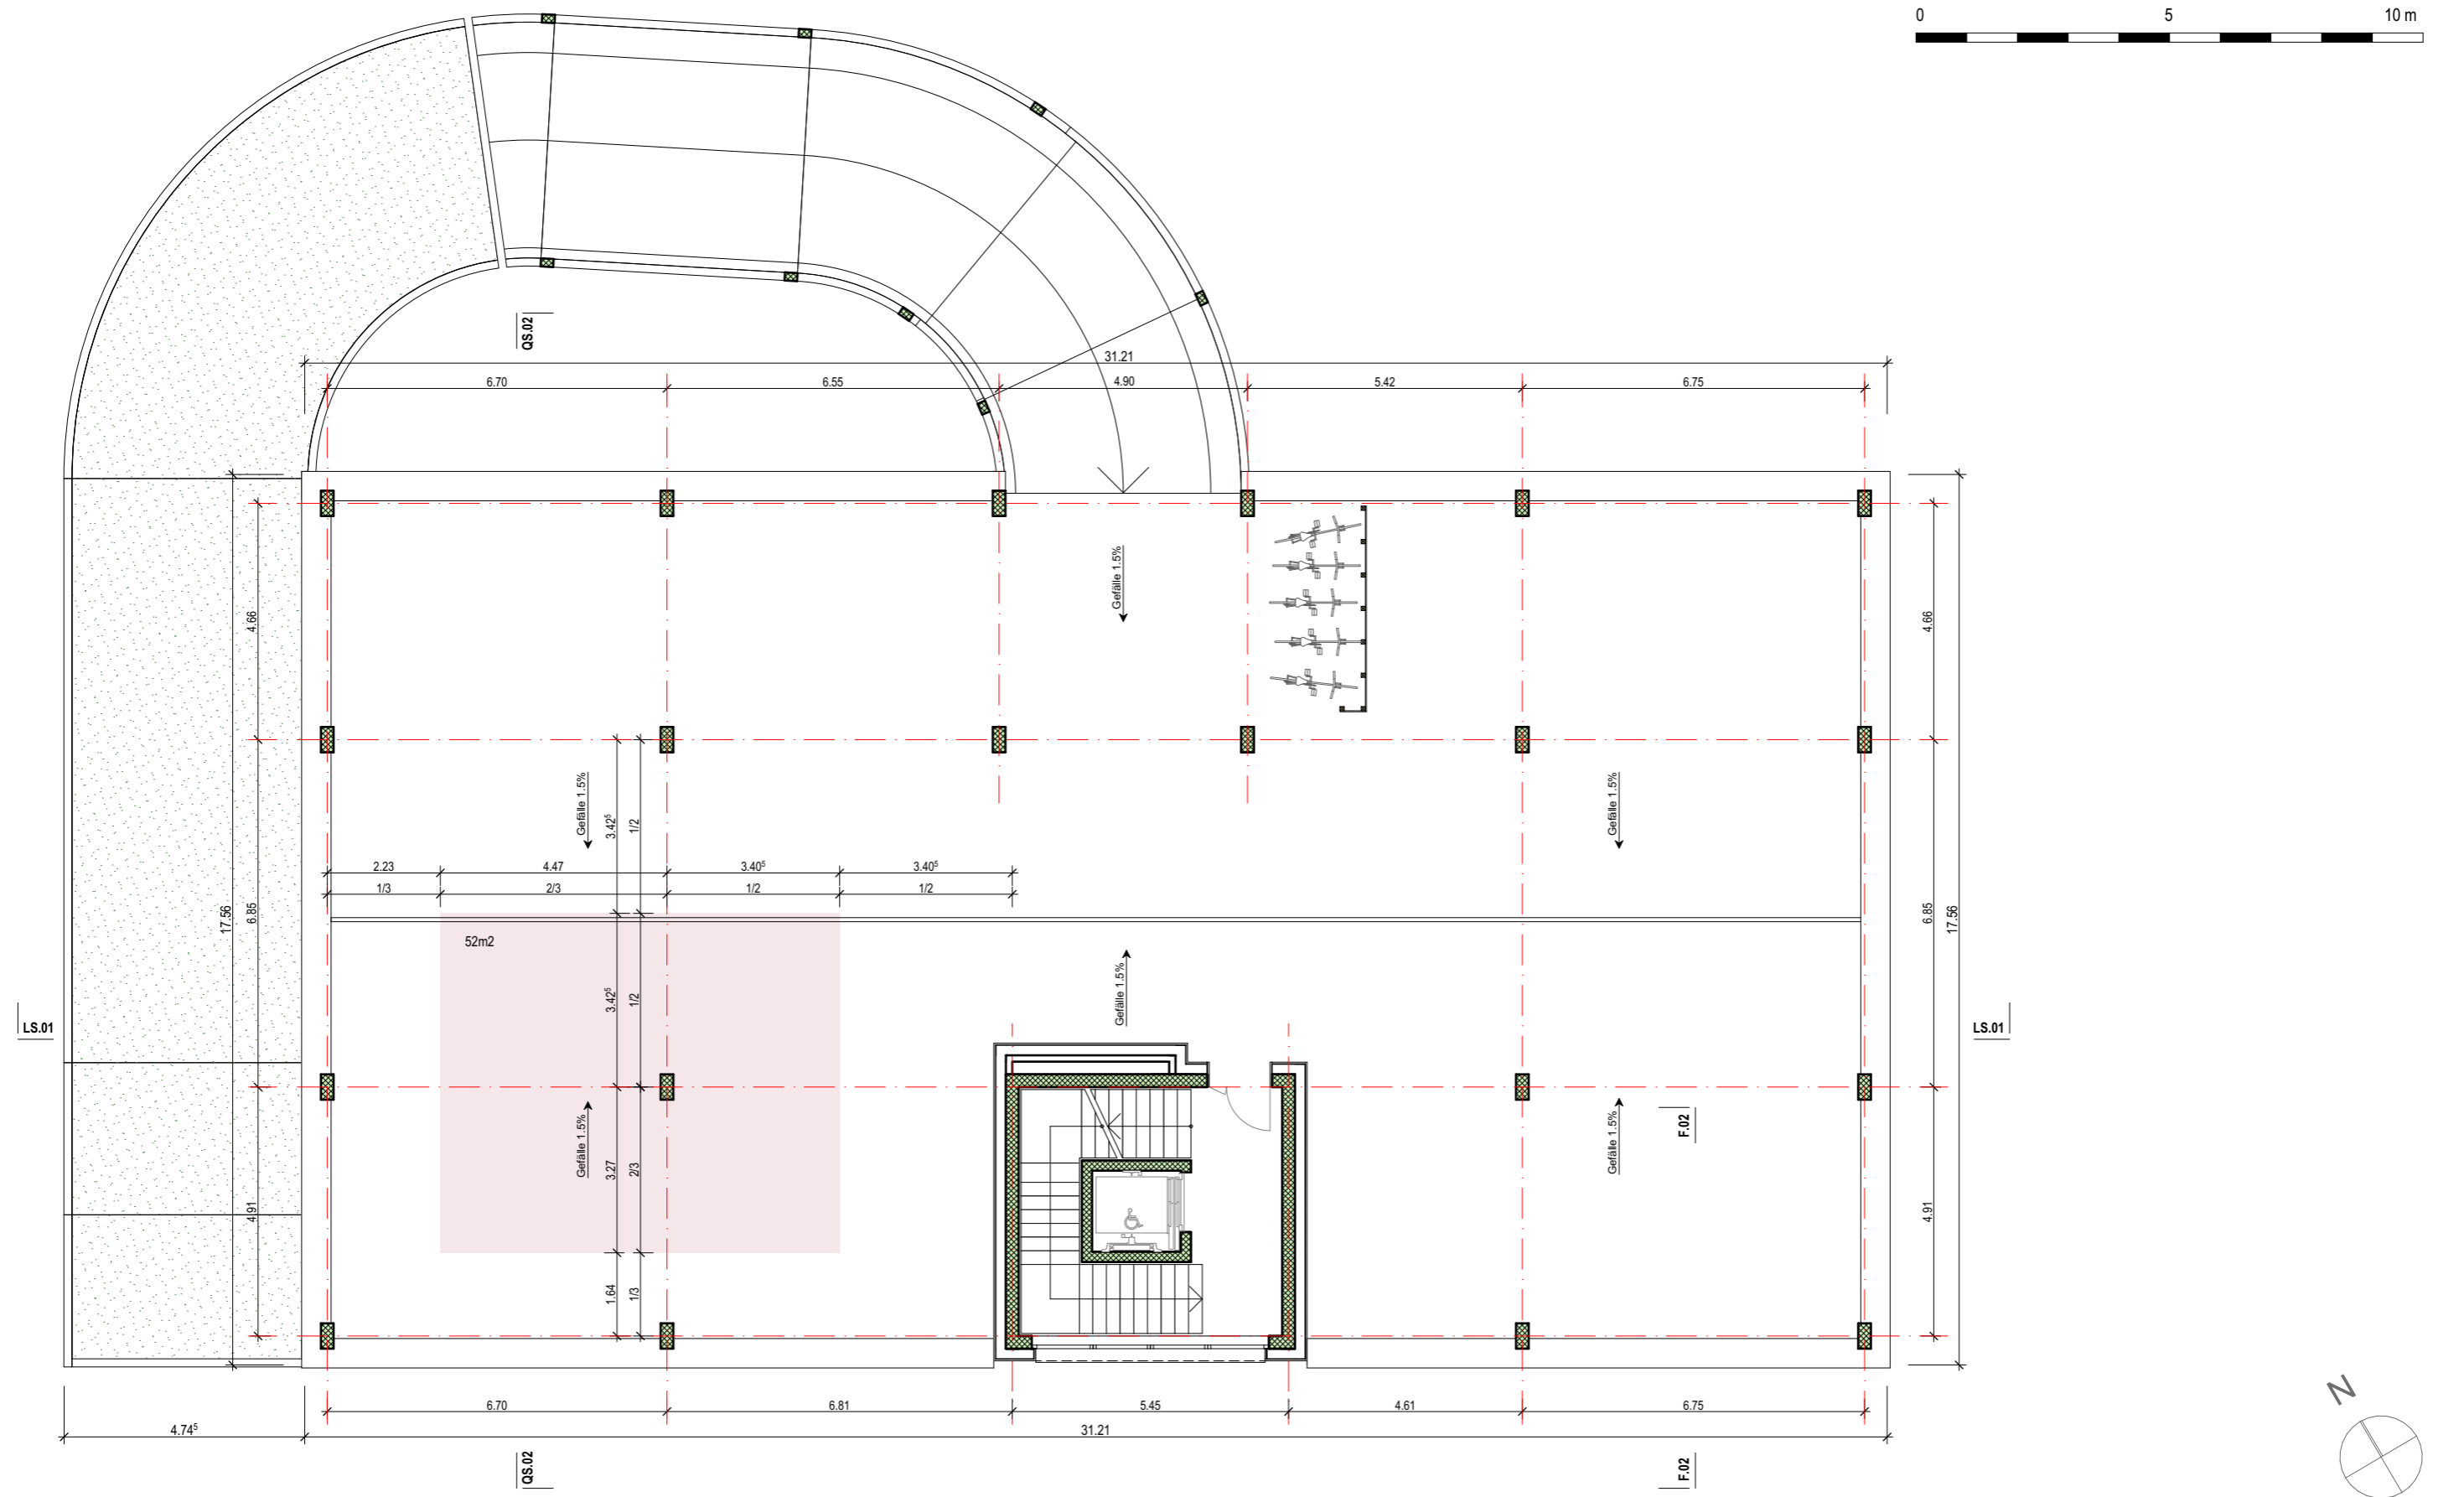 0 5 10 m
QS.02
31.21
6.70 6.55 4.90 5.42 6.75
Gefälle 1.5%
4.66
4.66
Gefälle 1.5%
3.42⁵
1/2
Gefälle 1.5%
2.23 4.47 3.40⁵ 3.40⁵
1/3 2/3 1/2 1/2
17.56
6.85
6.85
17.56
52m2
3.42⁵
1/2
Gefälle 1.5%
LS.01
LS.01
Gefälle 1.5%
F.02
Gefälle 1.5%
3.27
2/3
4.91
4.91
1.64
1/3
6.70 6.81 5.45 4.61 6.75
4.74⁵ 31.21
QS.02
F.02
N